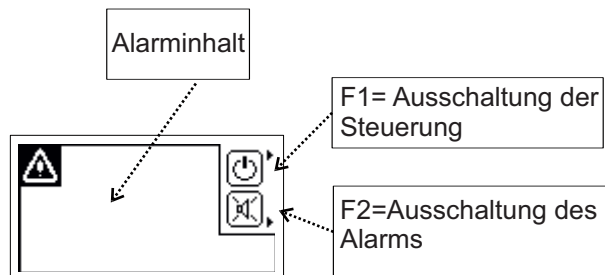 Alarminhalt
F1= Ausschaltung der
Steuerung
F2=Ausschaltung des
Alarms